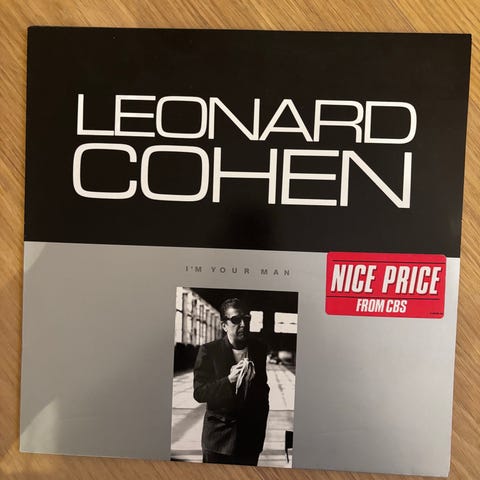 LEONARD
COHEN
I'M YOUR MAN
NICE PRICE
FROM CBS